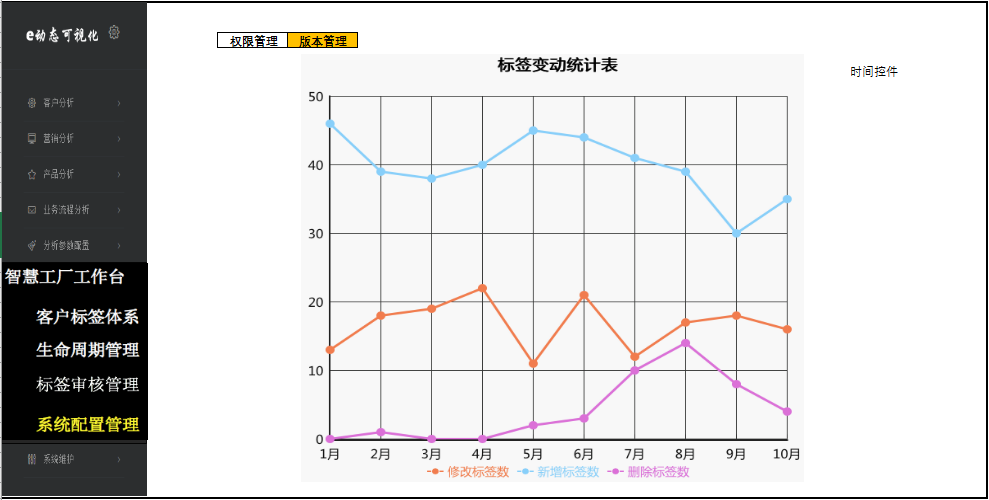 e动态可视化
客户分析
营销分析
产品分析
业务流程分析
分析参数配置
智慧工厂工作台
客户标签体系
生命周期管理
标签审核管理
系统配置管理
系统维护
权限管理 版本管理
标签变动统计表
时间控件
50
40
30
20
10
0
1月 2月 3月 4月 5月 6月 7月 8月 9月 10月
修改标签数 新增标签数 删除标签数